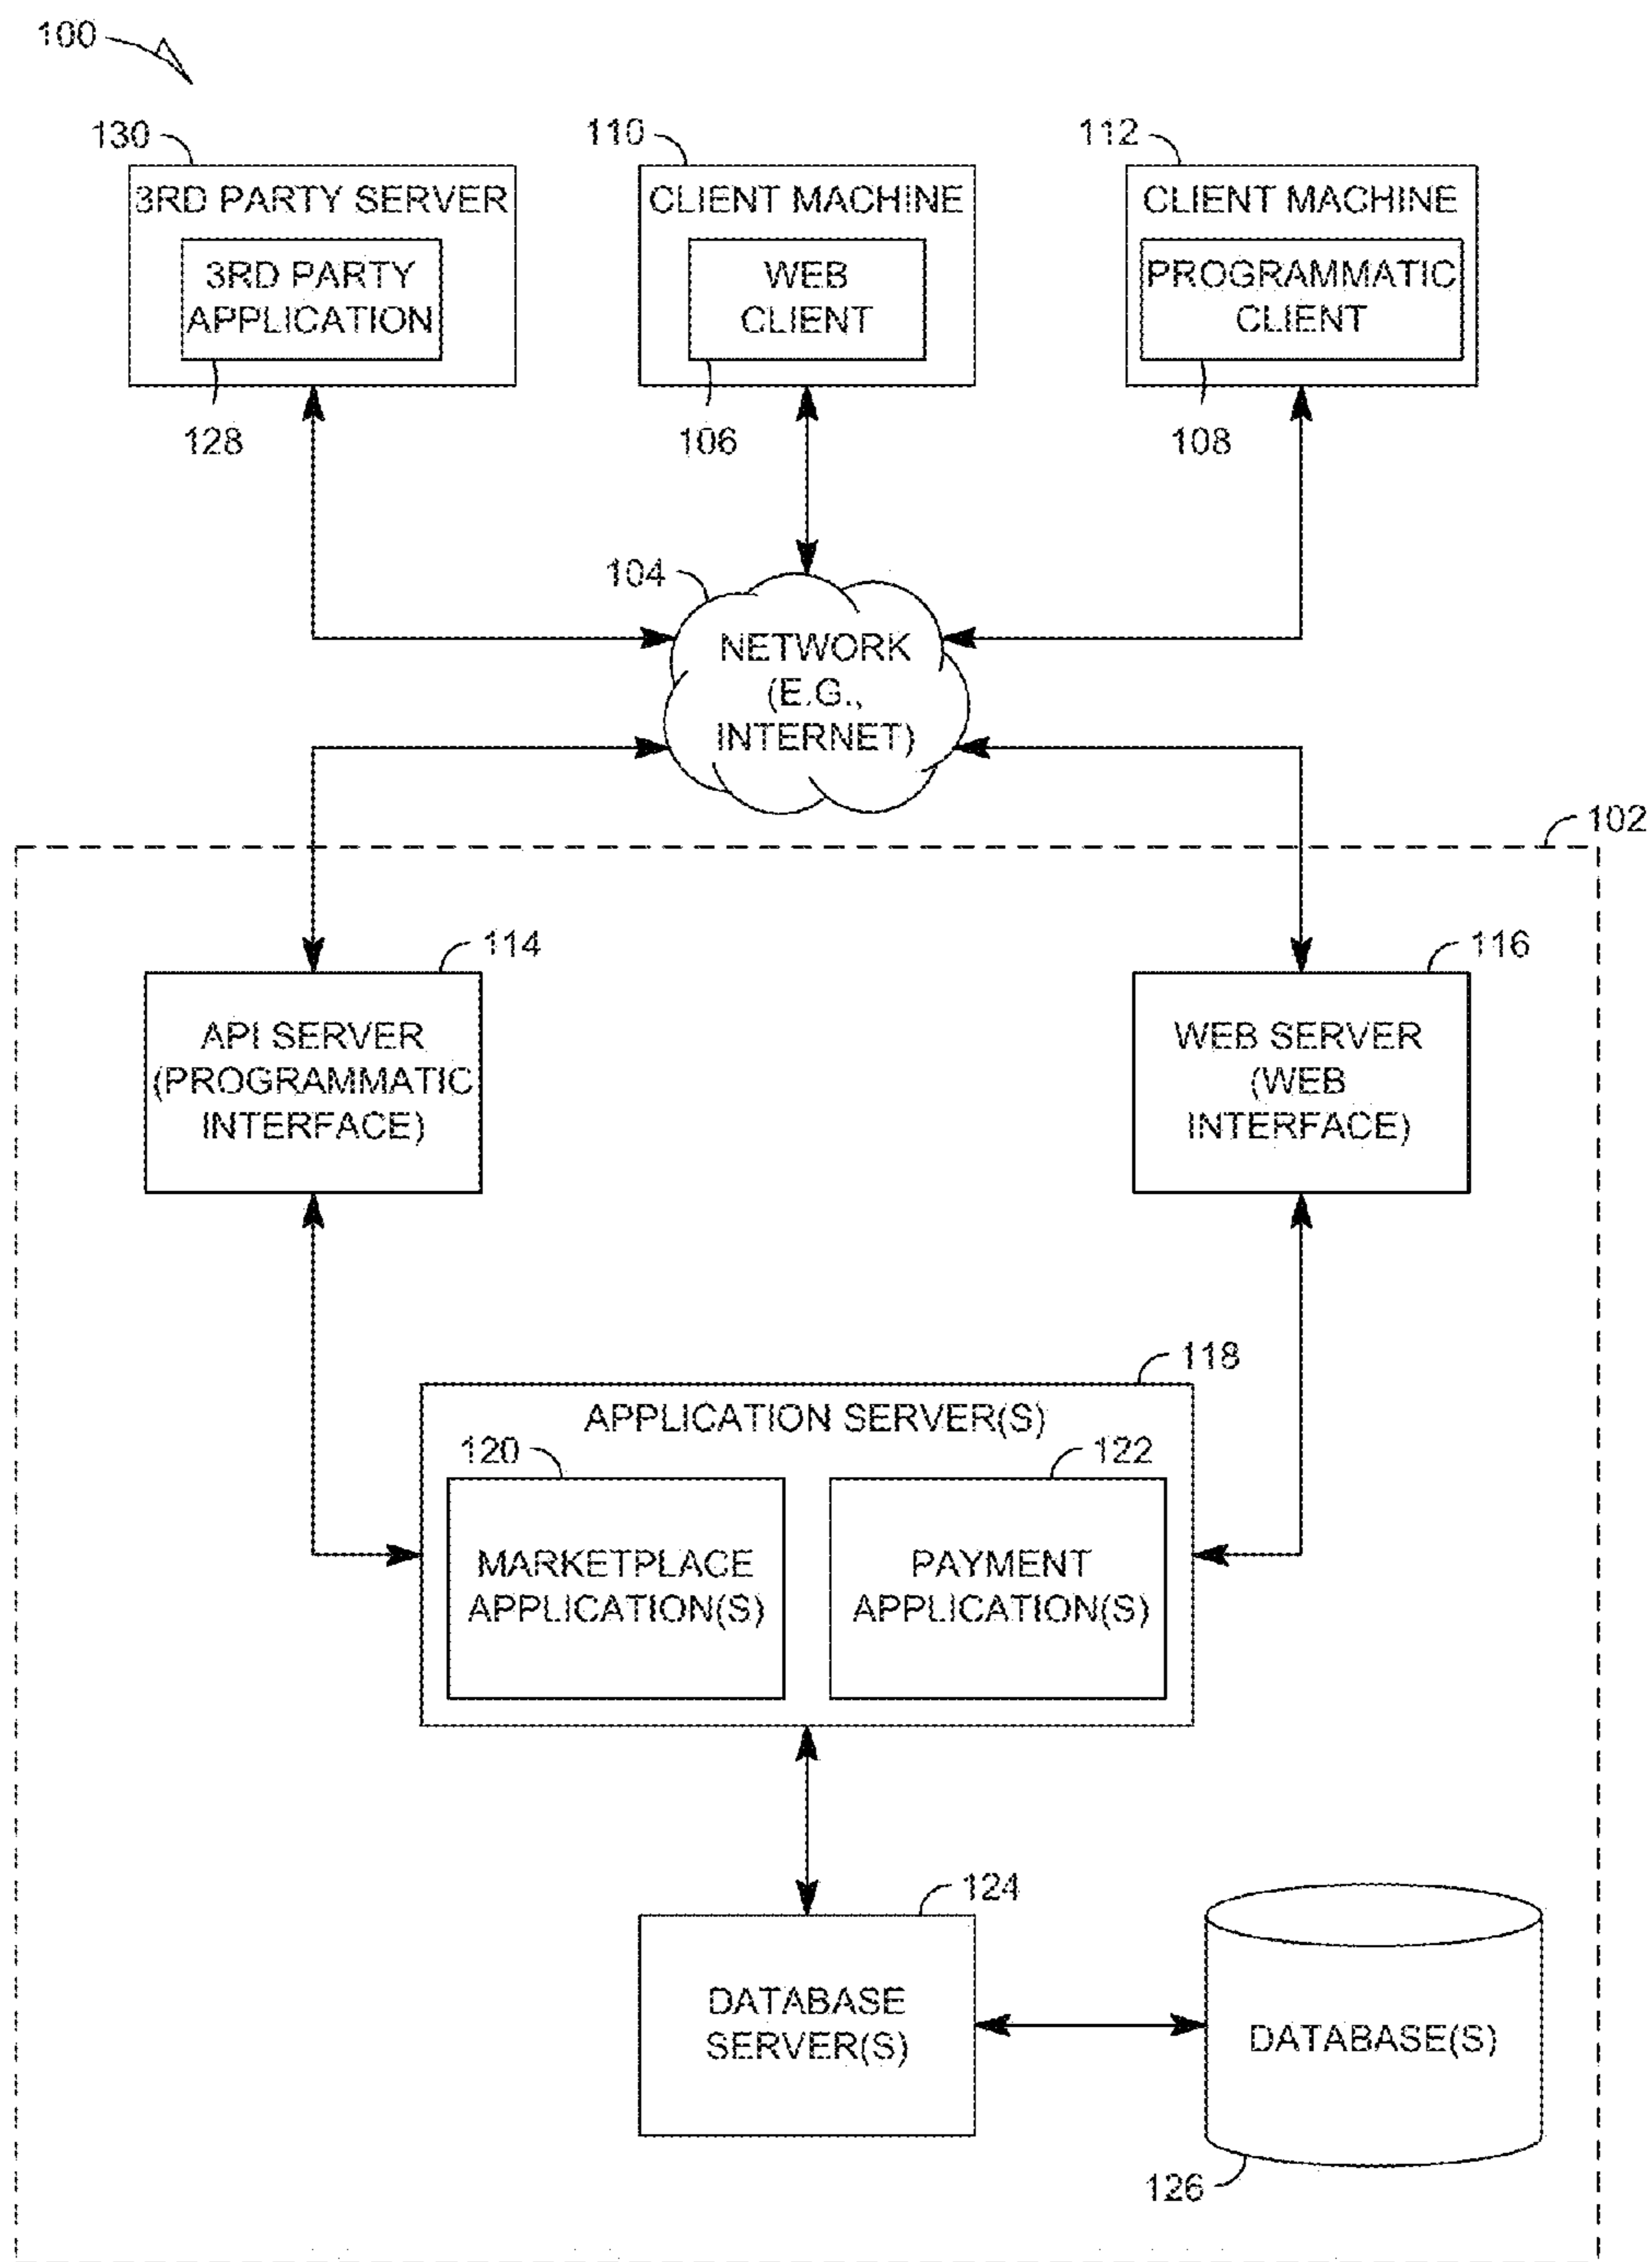 100
130
110
112
3RD PARTY SERVER
CLIENT MACHINE
CLIENT MACHINE
3RD PARTY
APPLICATION
WEB
CLIENT
PROGRAMMATIC
CLIENT
128
106
108
104
NETWORK
(E.G.,
INTERNET)
102
114
116
API SERVER
(PROGRAMMATIC
INTERFACE)
WEB SERVER
(WEB
INTERFACE)
118
APPLICATION SERVER(S)
120
122
MARKETPLACE
APPLICATION(S)
PAYMENT
APPLICATION(S)
124
DATABASE
SERVER(S)
DATABASE(S)
126